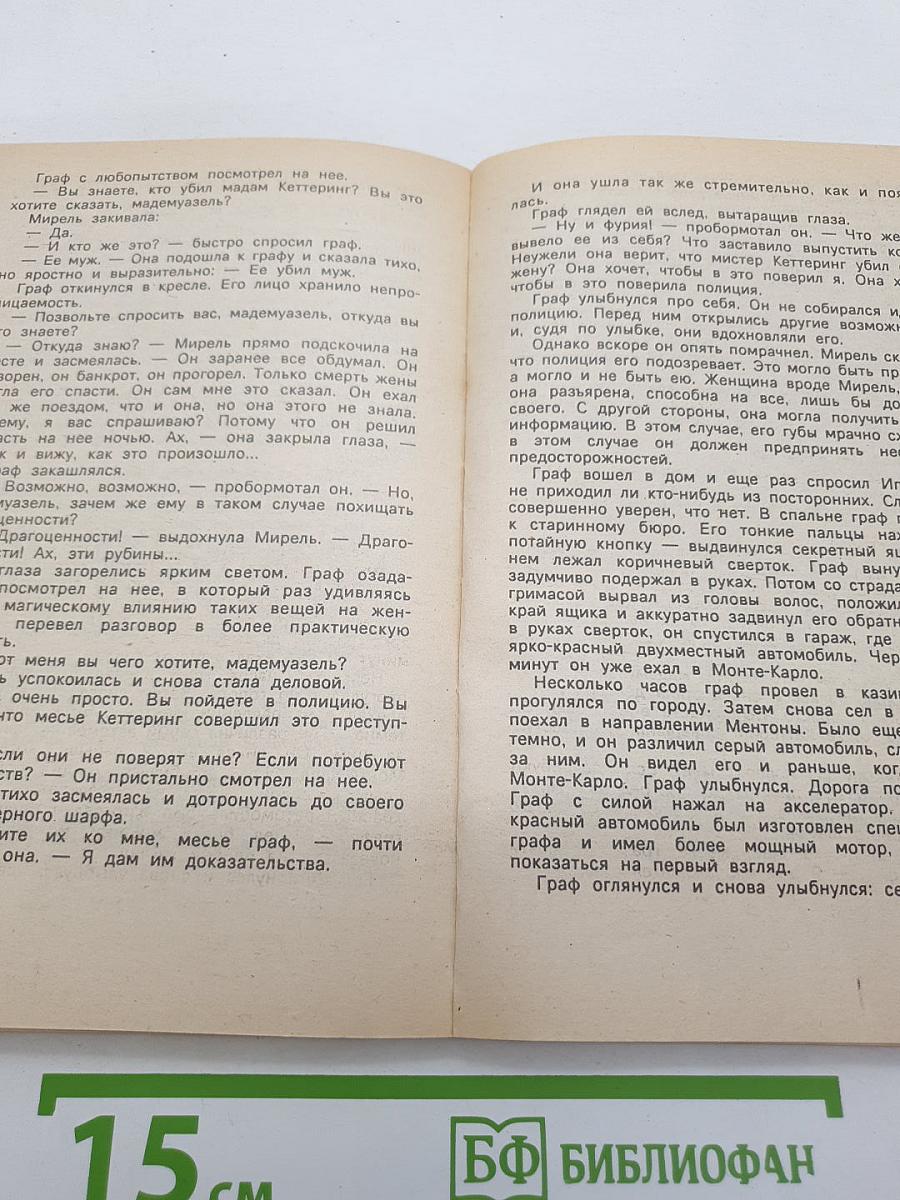 Граф с любопытством посмотрел на нее.
— Вы знаете, кто убил мадам Кеттеринг? Вы это
хотите сказать, мадемуазель?
Мирель закивала:
— Да.
— И кто же это? — быстро спросил граф.
— Ее муж. — Она подошла к графу и сказала тихо,
но яростно и выразительно: — Ее убил муж.
Граф откинулся в кресле. Его лицо хранило непро-
ицаемость.
— Позвольте спросить вас, мадемуазель, откуда вы
о знаете?
— Откуда знаю? — Мирель прямо подскочила на
есте и засмеялась. — Он заранее все обдумал. Он
зорен, он банкрот, он прогорел. Только смерть жены
гла его спасти. Он сам мне это сказал. Он ехал
же поездом, что и она, но она этого не знала.
ему, я вас спрашиваю? Потому что он решил
асть на нее ночью. Ах, — она закрыла глаза, —
к и вижу, как это произошло...
раф закашлялся.
Возможно, возможно, — пробормотал он. — Но,
муазель, зачем же ему в таком случае похищать
оценности?
Драгоценности! — выдохнула Мирель. — Драго-
сти! Ах, эти рубины...
глаза загорелись ярким светом. Граф озада-
посмотрел на нее, в который раз удивляясь
магическому влиянию таких вещей на жен-
перевел разговор в более практическую
ть.
от меня вы чего хотите, мадемуазель?
ь успокоилась и снова стала деловой.
очень просто. Вы пойдете в полицию. Вы
что месье Кеттеринг совершил это преступ-
сли они не поверят мне? Если потребуют
ств? — Он пристально смотрел на нее.
тихо засмеялась и дотронулась до своего
ерного шарфа.
ите их ко мне, месье граф, — почти
она. — Я дам им доказательства.
И она ушла так же стремительно, как и поя
лась.
Граф глядел ей вслед, вытаращив глаза.
— Ну и фурия! — пробормотал он. — Что же
вывело ее из себя? Что заставило выпустить ко
Неужели она верит, что мистер Кеттеринг убил с
жену? Она хочет, чтобы в это поверил я. Она х
чтобы в это поверила полиция.
Граф улыбнулся про себя. Он не собирался ид
полицию. Перед ним открылись другие возможн
и, судя по улыбке, они вдохновляли его.
Однако вскоре он опять помрачнел. Мирель ск
что полиция его подозревает. Это могло быть пр
а могло и не быть ею. Женщина вроде Мирель,
она разъярена, способна на все, лишь бы до
своего. С другой стороны, она могла получить
информацию. В этом случае, его губы мрачно сж
в этом случае он должен предпринять нес
предосторожностей.
Граф вошел в дом и еще раз спросил Ип
не приходил ли кто-нибудь из посторонних. Сл
совершенно уверен, что нет. В спальне граф п
к старинному бюро. Его тонкие пальцы наж
потайную кнопку — выдвинулся секретный ящ
нем лежал коричневый сверток. Граф выну
задумчиво подержал в руках. Потом со страда
гримасой вырвал из головы волос, положил
край ящика и аккуратно задвинул его обратн
в руках сверток, он спустился в гараж, где
ярко-красный двухместный автомобиль. Чер
минут он уже ехал в Монте-Карло.
Несколько часов граф провел в кази
прогулялся по городу. Затем снова сел в
поехал в направлении Ментоны. Было ещё
темно, и он различил серый автомобиль, сл
за ним. Он видел его и раньше, ког
Монте-Карло. Граф улыбнулся. Дорога по
Граф с силой нажал на акселератор.
красный автомобиль был изготовлен спец
графа и имел более мощный мотор,
показаться на первый взгляд.
Граф оглянулся и снова улыбнулся: се
15 см
БФ БИБЛИОФАН